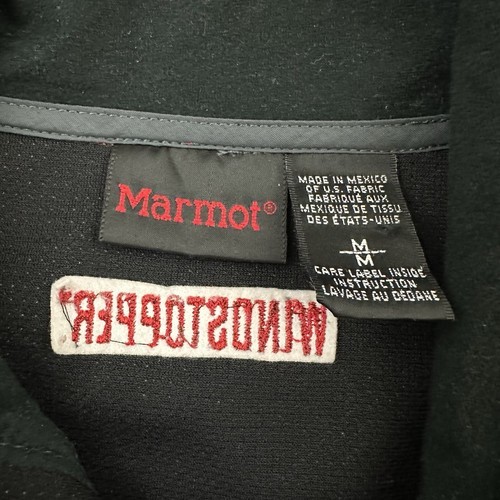 Marmot®
MADE IN MEXICO
OF U.S. FABRIC
FABRIQUÉ AUX
MEXIQUE DE TISSU
DES ÉTATS-UNIS
M
M
CARE LABEL INSIDE
INSTRUCTION
LAVAGE AU DEDANE
WINDSTOPPER